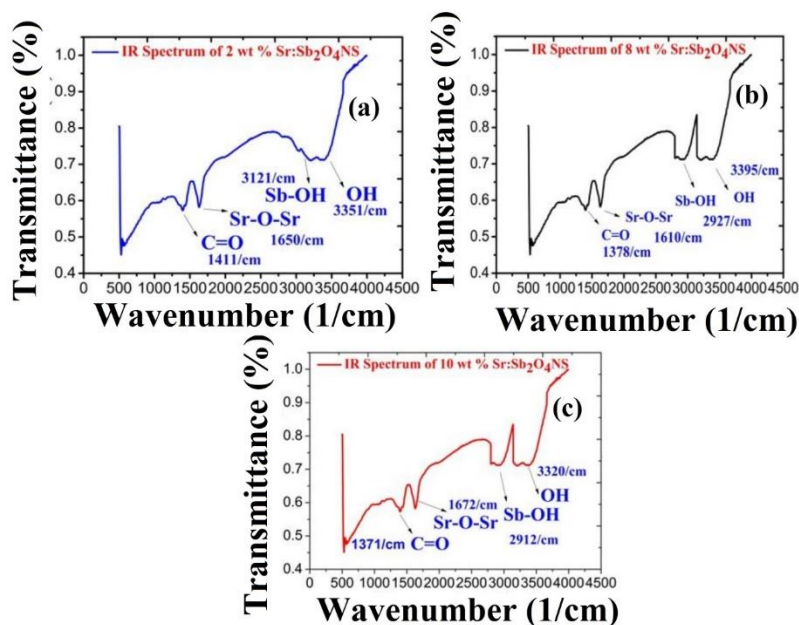 IR Spectrum of 2 wt % Sr:Sb₂O₄NS
(a)
Transmittance (%)
1.0
0.9
0.8
0.7
0.6
0.5
0.4
3121/cm
Sb-OH
OH
3351/cm
Sr-O-Sr
1650/cm
C=O
1411/cm
0 500 1000 1500 2000 2500 3000 3500 4000 4500
Wavenumber (1/cm)
IR Spectrum of 8 wt % Sr:Sb₂O₄NS
(b)
Transmittance (%)
1.0
0.9
0.8
0.7
0.6
0.5
0.4
3395/cm
Sb-OH
OH
2927/cm
Sr-O-Sr
1610/cm
C=O
1378/cm
0 500 1000 1500 2000 2500 3000 3500 4000 4500
Wavenumber (1/cm)
IR Spectrum of 10 wt % Sr:Sb₂O₄NS
(c)
Transmittance (%)
1.0
0.9
0.8
0.7
0.6
0.5
0.4
3320/cm
OH
1672/cm
Sr-O-Sr
Sb-OH
2912/cm
1371/cm
C=O
0 500 1000 1500 2000 2500 3000 3500 4000 4500
Wavenumber (1/cm)